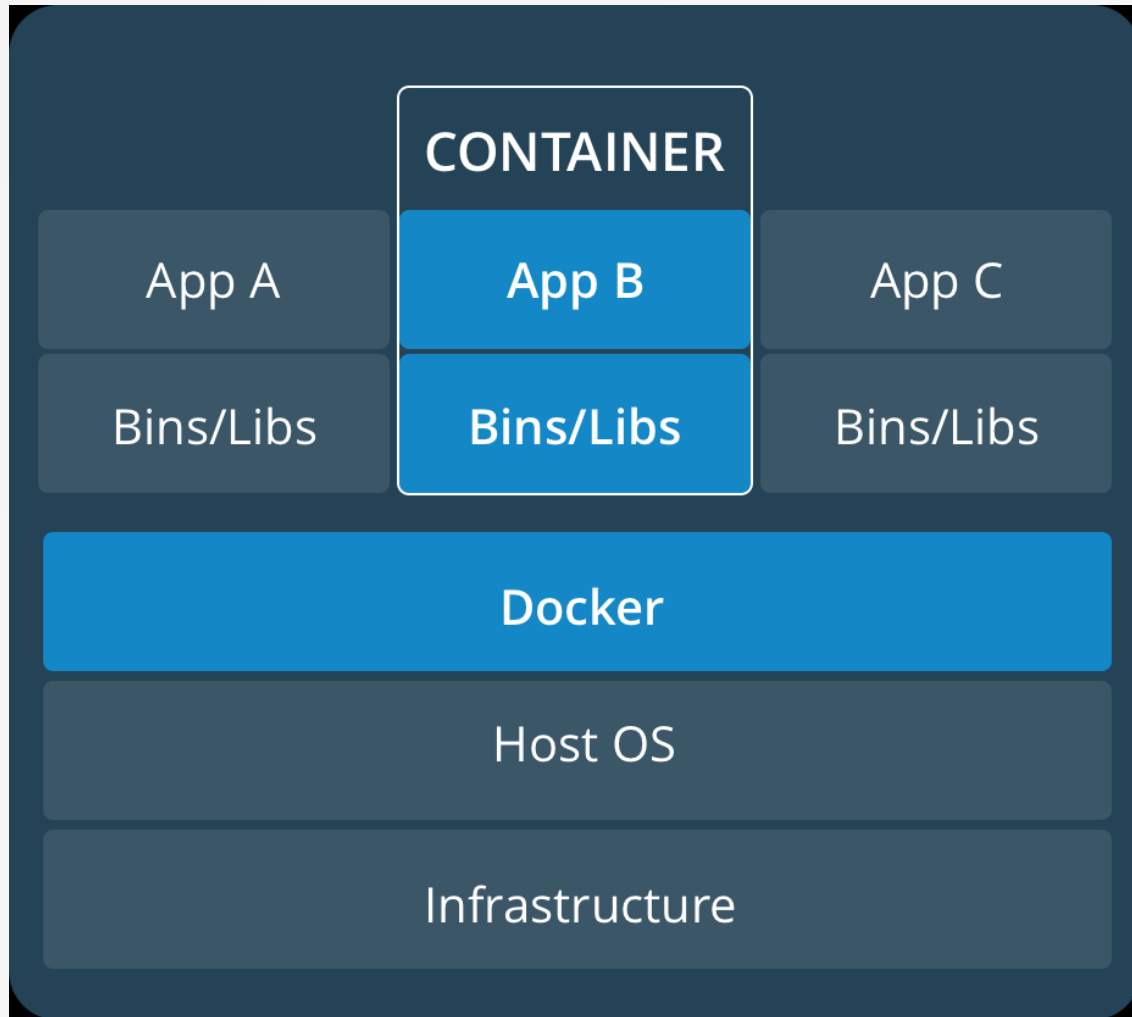 CONTAINER
App A
App B
App C
Bins/Libs
Bins/Libs
Bins/Libs
Docker
Host OS
Infrastructure